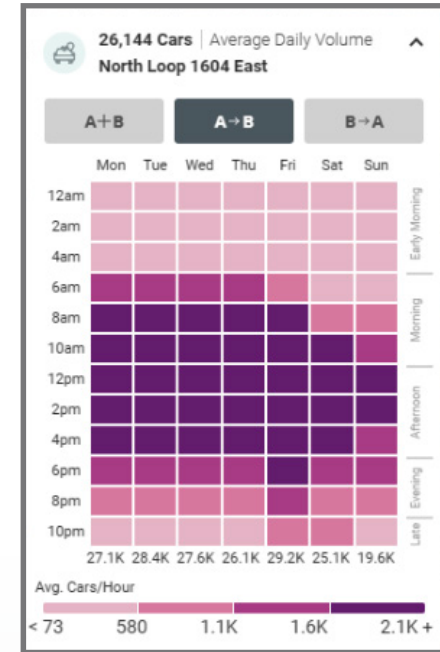 26,144 Cars | Average Daily Volume
North Loop 1604 East
A+B A→B B→A
Mon Tue Wed Thu Fri Sat Sun
12am
2am
4am
Early Morning
6am
8am
10am
Morning
12pm
2pm
4pm
Afternoon
6pm
8pm
Evening
10pm
Late
27.1K 28.4K 27.6K 26.1K 29.2K 25.1K 19.6K
Avg. Cars/Hour
< 73 580 1.1K 1.6K 2.1K +